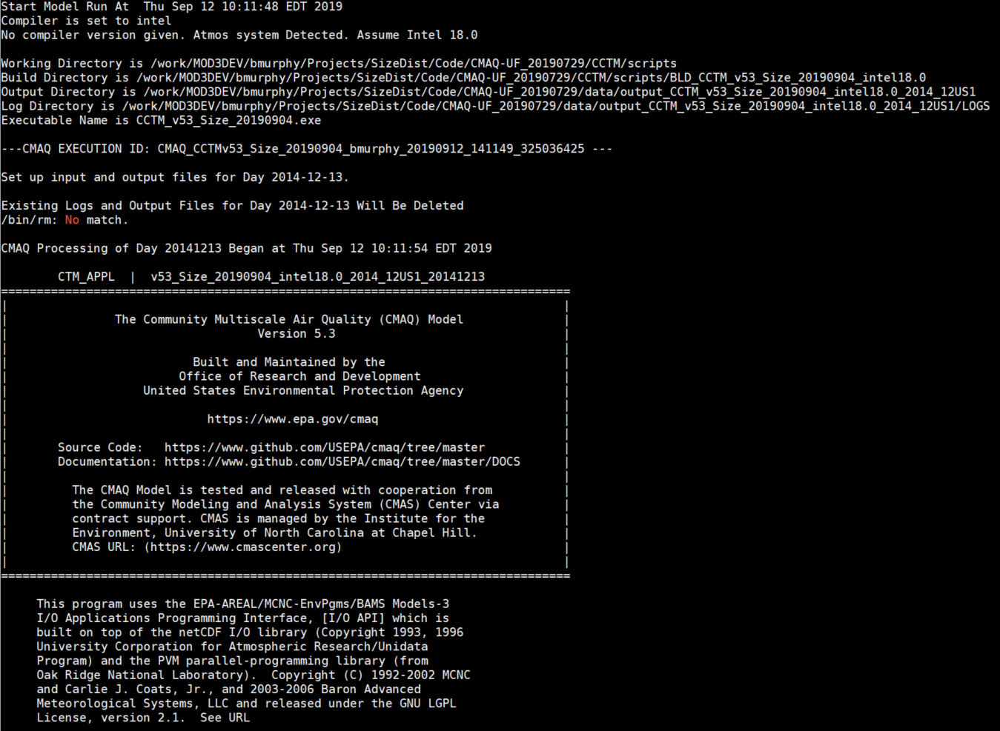 Start Model Run At  Thu Sep 12 10:11:48 EDT 2019
Compiler is set to intel
No compiler version given. Atmos system Detected. Assume Intel 18.0

Working Directory is /work/MOD3DEV/bmurphy/Projects/SizeDist/Code/CMAQ-UF_20190729/CCTM/scripts
Build Directory is /work/MOD3DEV/bmurphy/Projects/SizeDist/Code/CMAQ-UF_20190729/CCTM/scripts/BLD_CCTM_v53_Size_20190904_intel18.0
Output Directory is /work/MOD3DEV/bmurphy/Projects/SizeDist/Code/CMAQ-UF_20190729/data/output_CCTM_v53_Size_20190904_intel18.0_2014_12US1
Log Directory is /work/MOD3DEV/bmurphy/Projects/SizeDist/Code/CMAQ-UF_20190729/data/output_CCTM_v53_Size_20190904_intel18.0_2014_12US1/LOGS
Executable Name is CCTM_v53_Size_20190904.exe

---CMAQ EXECUTION ID: CMAQ_CCTMv53_Size_20190904_bmurphy_20190912_141149_325036425 ---

Set up input and output files for Day 2014-12-13.

Existing Logs and Output Files for Day 2014-12-13 Will Be Deleted
/bin/rm: No match.

CMAQ Processing of Day 20141213 Began at Thu Sep 12 10:11:54 EDT 2019

CTM_APPL  |  v53_Size_20190904_intel18.0_2014_12US1_20141213
================================================================================
The Community Multiscale Air Quality (CMAQ) Model
Version 5.3

Built and Maintained by the
Office of Research and Development
United States Environmental Protection Agency

https://www.epa.gov/cmaq

Source Code:   https://www.github.com/USEPA/cmaq/tree/master
Documentation: https://www.github.com/USEPA/cmaq/tree/master/DOCS

The CMAQ Model is tested and released with cooperation from
the Community Modeling and Analysis System (CMAS) Center via
contract support. CMAS is managed by the Institute for the
Environment, University of North Carolina at Chapel Hill.
CMAS URL: (https://www.cmascenter.org)
================================================================================

This program uses the EPA-AREAL/MCNC-EnvPgms/BAMS Models-3
I/O Applications Programming Interface, [I/O API] which is
built on top of the netCDF I/O library (Copyright 1993, 1996
University Corporation for Atmospheric Research/Unidata
Program) and the PVM parallel-programming library (from
Oak Ridge National Laboratory).  Copyright (C) 1992-2002 MCNC
and Carlie J. Coats, Jr., and 2003-2006 Baron Advanced
Meteorological Systems, LLC and released under the GNU LGPL
License, version 2.1.  See URL